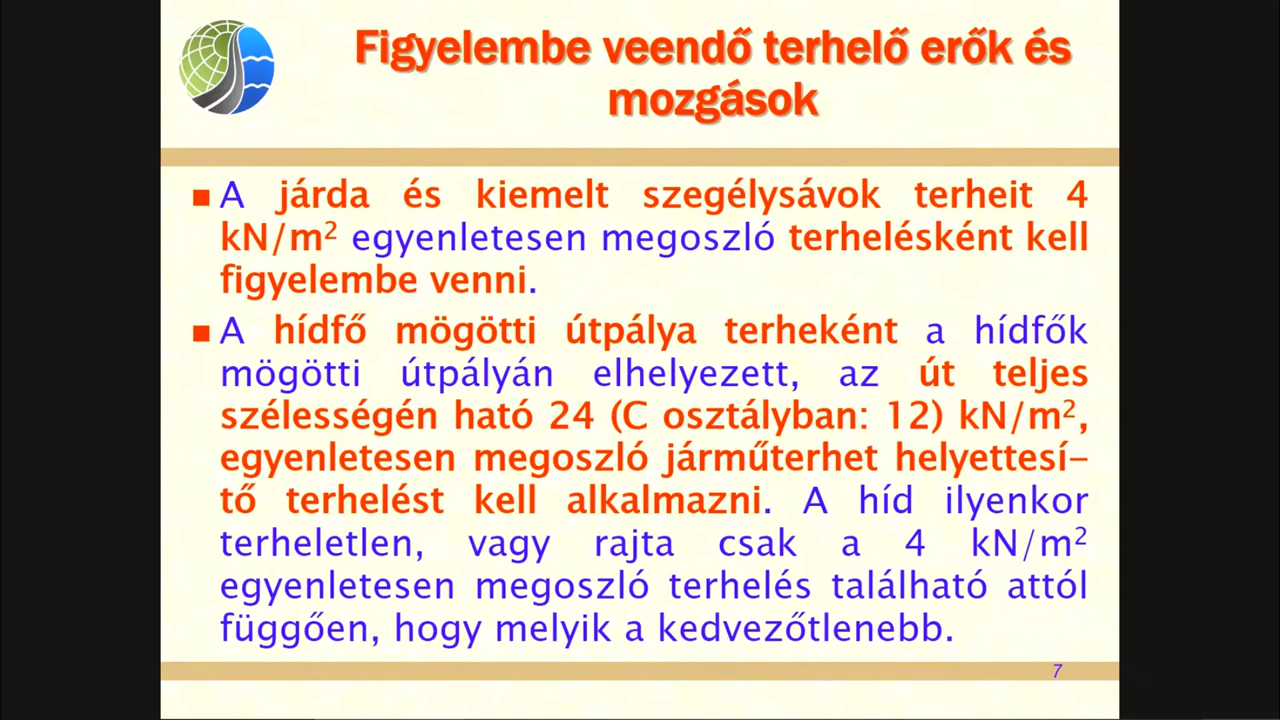 Figyelembe veendő terhelő erők és
mozgások
■ A járda és kiemelt szegélysávok terheit 4
kN/m² egyenletesen megoszló terhelésként kell
figyelembe venni.
■ A hídfő mögötti útpálya terheként a hídfők
mögötti útpályán elhelyezett, az út teljes
szélességén ható 24 (C osztályban: 12) kN/m²,
egyenletesen megoszló járműterhet helyettesí-
tő terhelést kell alkalmazni. A híd ilyenkor
terheletlen, vagy rajta csak a 4 kN/m²
egyenletesen megoszló terhelés található attól
függően, hogy melyik a kedvezőtlenebb.
7